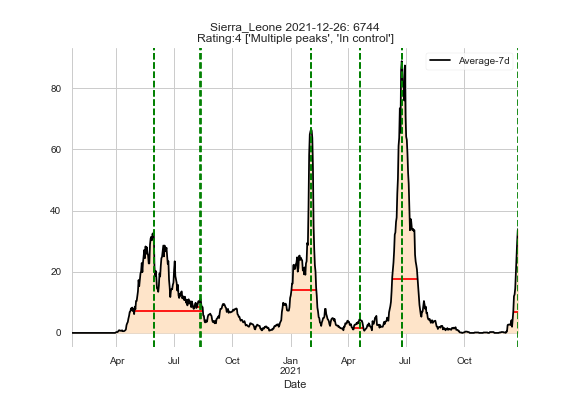 Sierra_Leone 2021-12-26: 6744
Rating:4 ['Multiple peaks', 'In control']
Average-7d
80
60
40
20
0
Apr Jul Oct Jan Apr Jul Oct
2021
Date